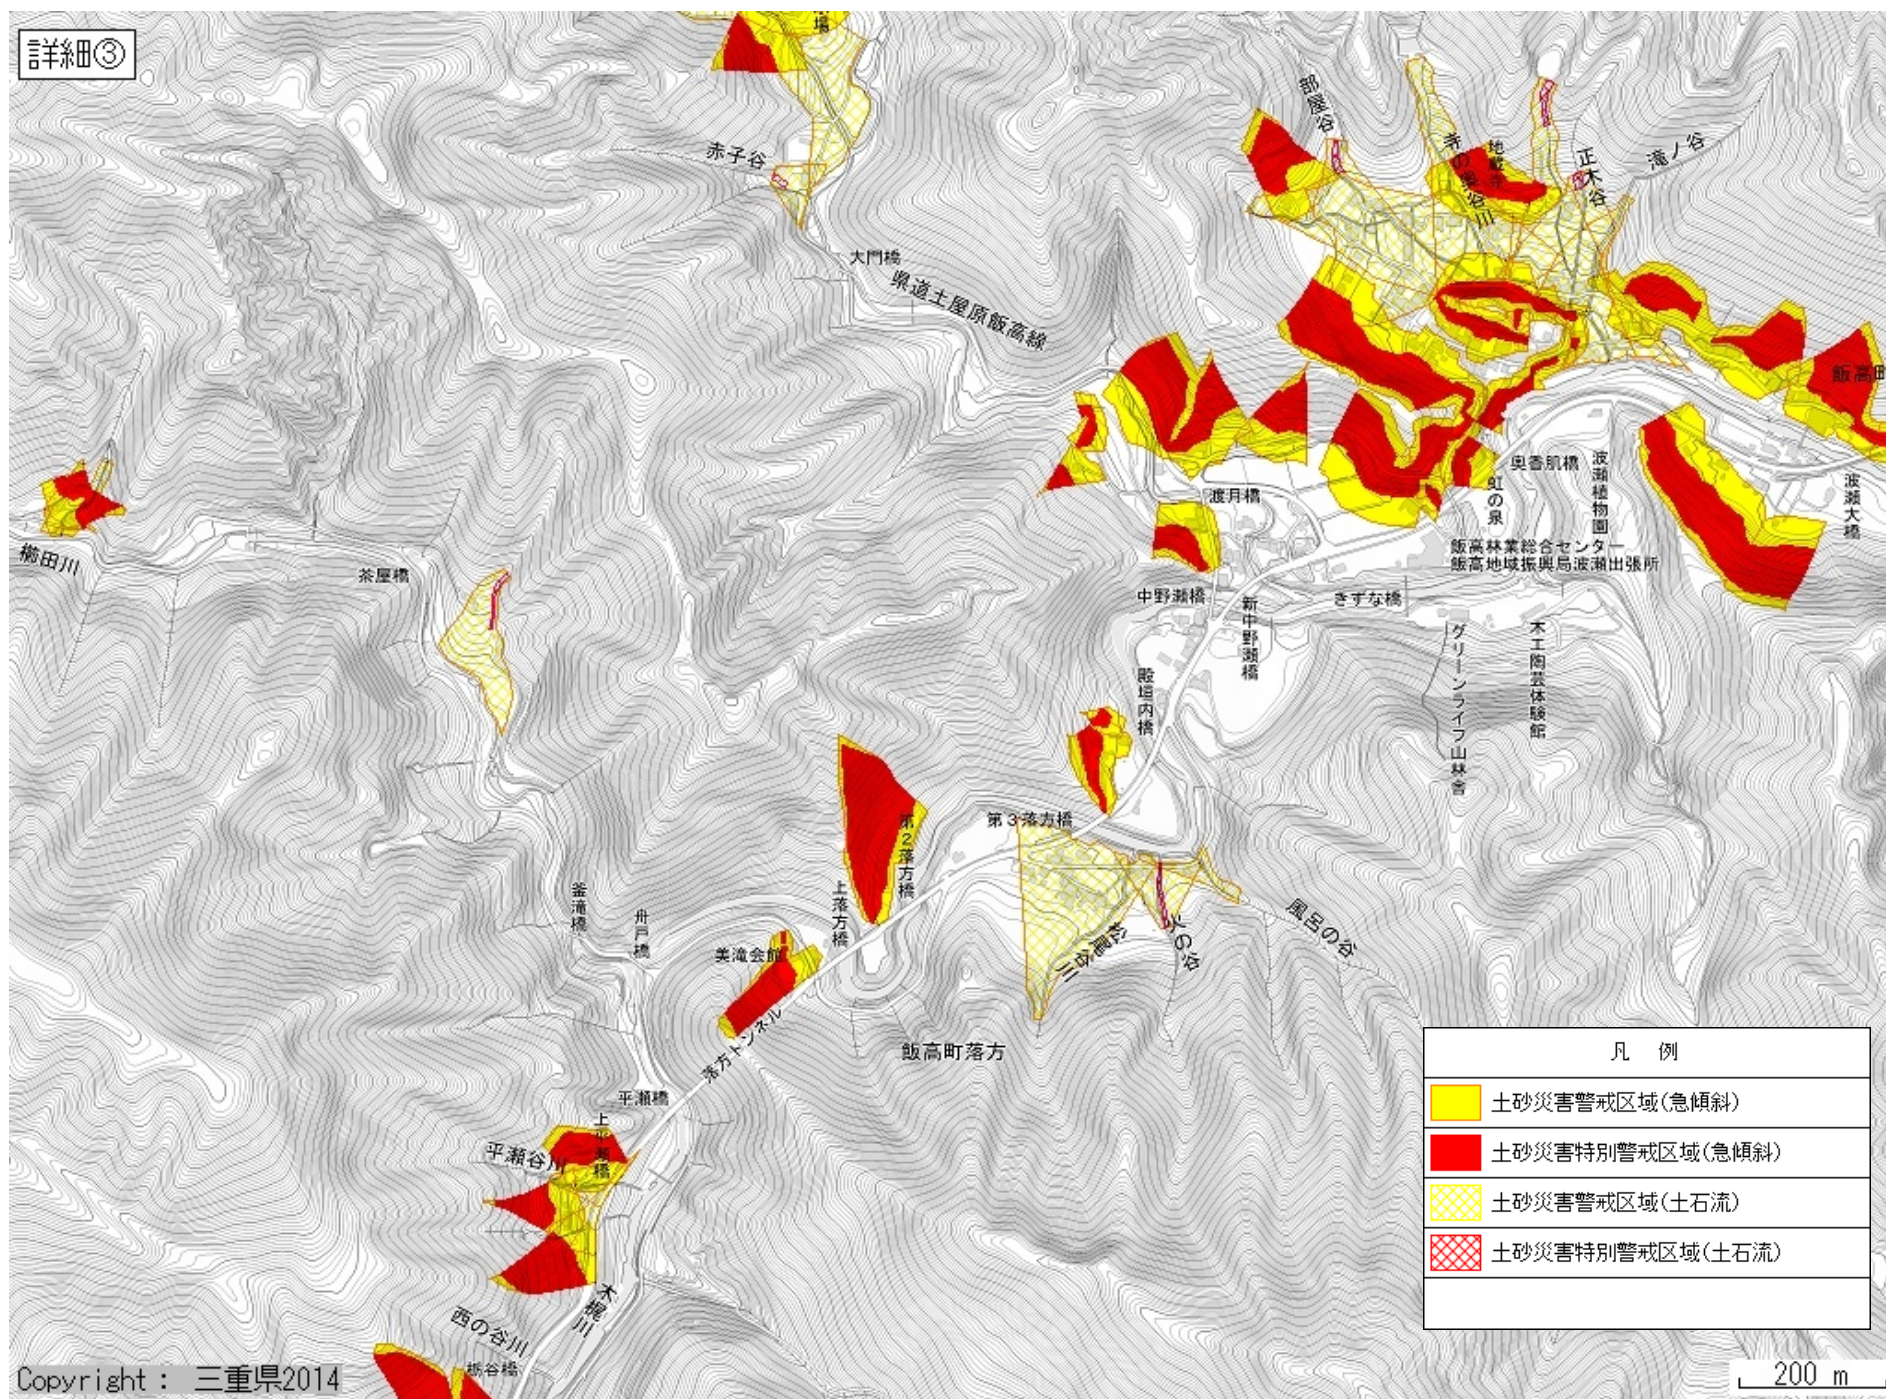 詳細③
部屋谷
寺の奥谷川
地蔵寺
正木谷
滝ノ谷
赤子谷
大門橋
県道土屋原飯高線
飯高町
櫛田川
茶屋橋
渡月橋
奥香肌橋
虹の泉
波瀬植物園
波瀬大橋
飯高林業総合センター
飯高地域振興局波瀬出張所
中野瀬橋
新中野瀬橋
きずな橋
グリーンライフ山林舎
木工陶芸体験館
殿垣内橋
第3落方橋
第2落方橋
上落方橋
釜滝橋
舟戸橋
美滝会館
松尾谷川
火の谷
風呂の谷
落方トンネル
飯高町落方
平瀬橋
上平瀬橋
平瀬谷川
木梶川
西の谷川
栃谷橋
凡 例
土砂災害警戒区域(急傾斜)
土砂災害特別警戒区域(急傾斜)
土砂災害警戒区域(土石流)
土砂災害特別警戒区域(土石流)
Copyright： 三重県2014
200 m